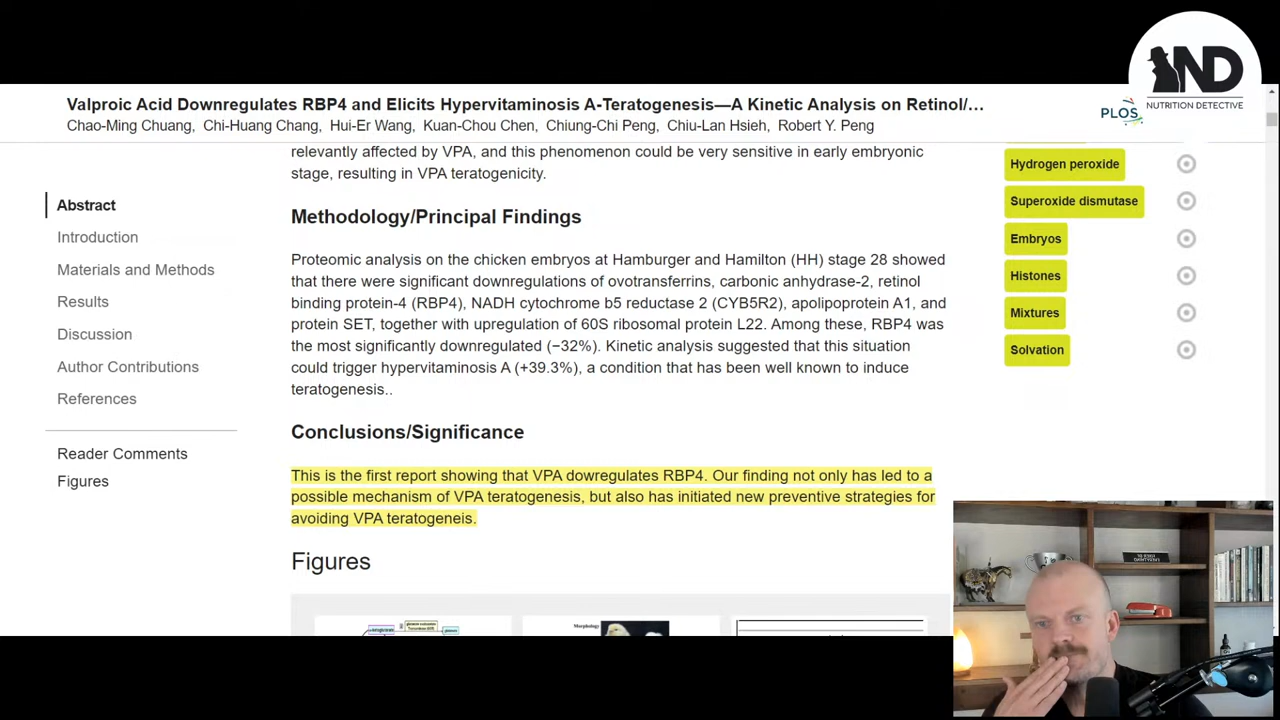 ND
NUTRITION DETECTIVE
Valproic Acid Downregulates RBP4 and Elicits Hypervitaminosis A-Teratogenesis—A Kinetic Analysis on Retinol/…
Chao-Ming Chuang, Chi-Huang Chang, Hui-Er Wang, Kuan-Chou Chen, Chiung-Chi Peng, Chiu-Lan Hsieh, Robert Y. Peng
PLOS
Abstract
Introduction
Materials and Methods
Results
Discussion
Author Contributions
References
Reader Comments
Figures
relevantly affected by VPA, and this phenomenon could be very sensitive in early embryonic
stage, resulting in VPA teratogenicity.
Methodology/Principal Findings
Proteomic analysis on the chicken embryos at Hamburger and Hamilton (HH) stage 28 showed
that there were significant downregulations of ovotransferrins, carbonic anhydrase-2, retinol
binding protein-4 (RBP4), NADH cytochrome b5 reductase 2 (CYB5R2), apolipoprotein A1, and
protein SET, together with upregulation of 60S ribosomal protein L22. Among these, RBP4 was
the most significantly downregulated (−32%). Kinetic analysis suggested that this situation
could trigger hypervitaminosis A (+39.3%), a condition that has been well known to induce
teratogenesis..
Conclusions/Significance
This is the first report showing that VPA dowregulates RBP4. Our finding not only has led to a
possible mechanism of VPA teratogenesis, but also has initiated new preventive strategies for
avoiding VPA teratogeneis.
Figures
Morphology
Hydrogen peroxide
Superoxide dismutase
Embryos
Histones
Mixtures
Solvation